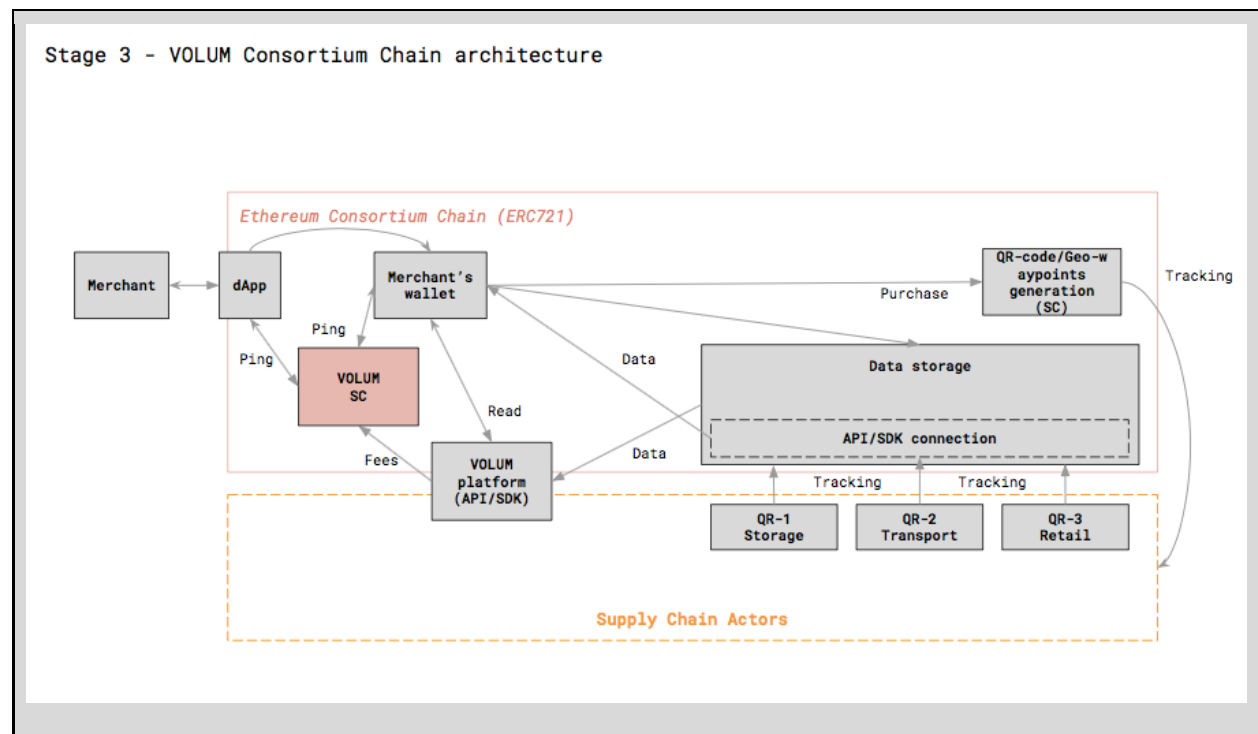 Stage 3 - VOLUM Consortium Chain architecture
Ethereum Consortium Chain (ERC721)
Merchant
dApp
Merchant's
wallet
QR-code/Geo-w
aypoints
generation
(SC)
Tracking
Purchase
Ping
Ping
VOLUM
SC
Data
Data storage
Read
API/SDK connection
Fees
VOLUM
platform
(API/SDK)
Data
Tracking
Tracking
QR-1
Storage
QR-2
Transport
QR-3
Retail
Supply Chain Actors